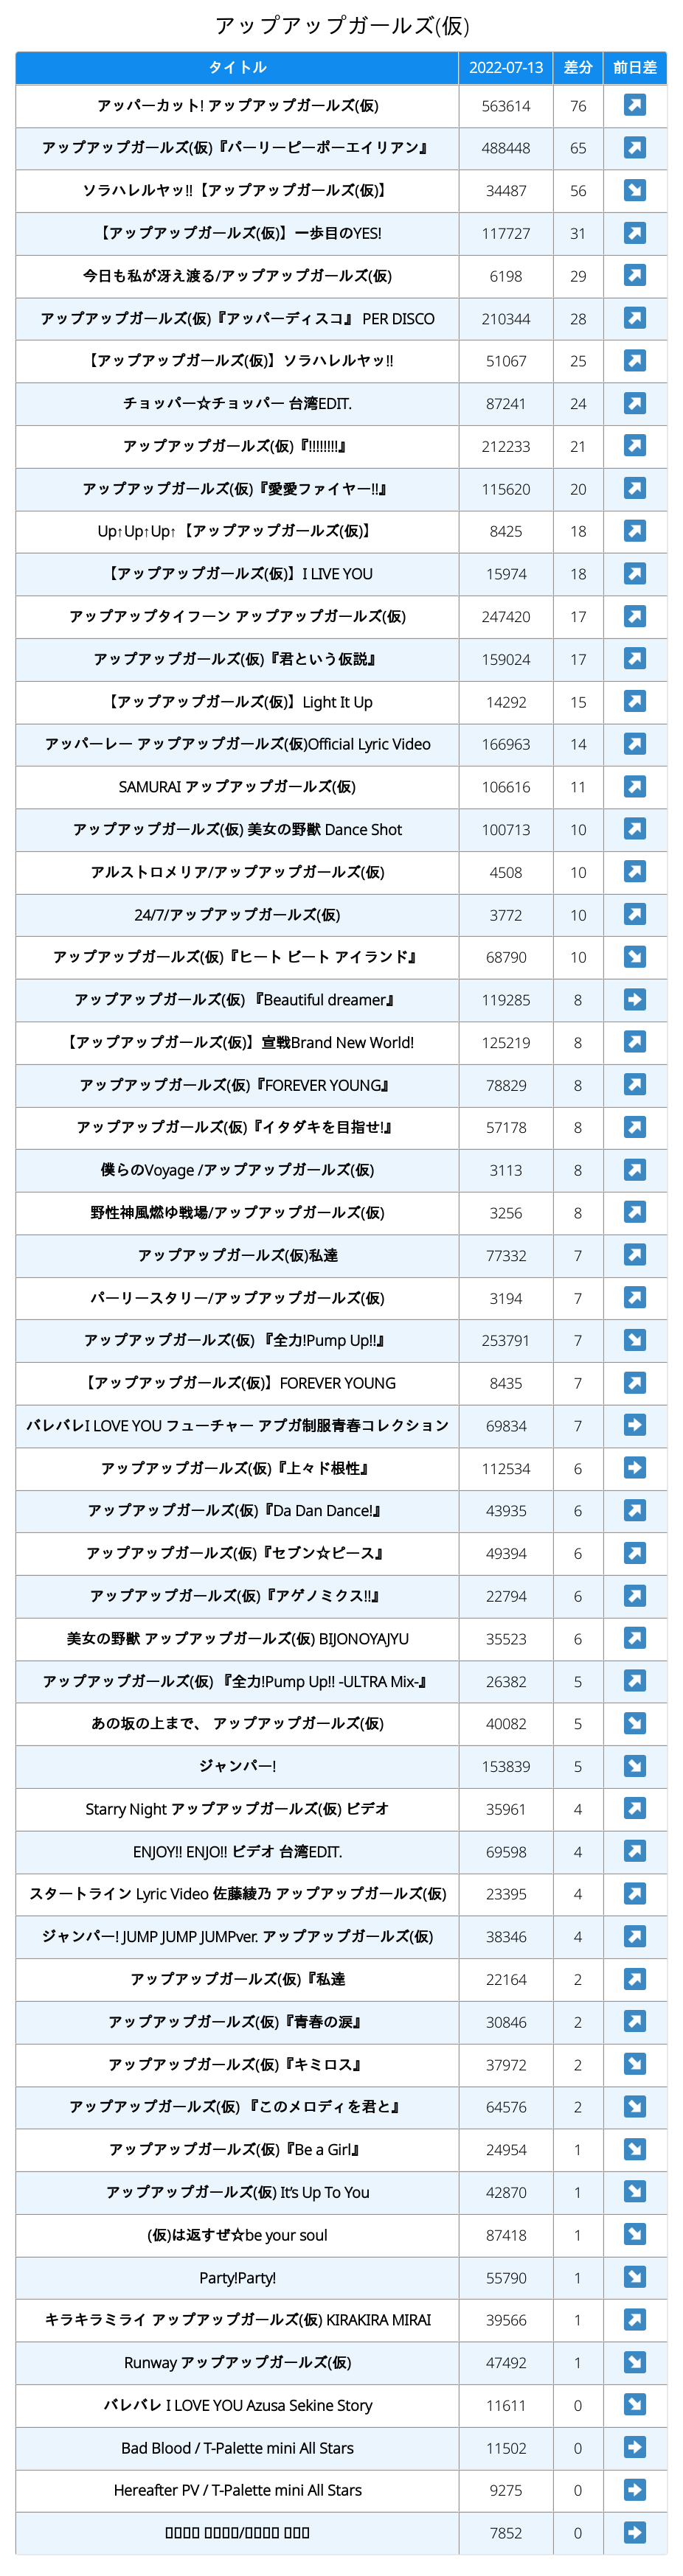 アップアップガールズ(仮)
タイトル 2022-07-13 差分 前日差
アッパーカット! アップアップガールズ(仮) 563614 76 ↗
アップアップガールズ(仮)『パーリーピーポーエイリアン』 488448 65 ↗
ソラハレルヤッ!!【アップアップガールズ(仮)】 34487 56 ↘
【アップアップガールズ(仮)】一歩目のYES! 117727 31 ↗
今日も私が冴え渡る/アップアップガールズ(仮) 6198 29 ↗
アップアップガールズ(仮)『アッパーディスコ』 PER DISCO 210344 28 ↗
【アップアップガールズ(仮)】ソラハレルヤッ!! 51067 25 ↗
チョッパー☆チョッパー 台湾EDIT. 87241 24 ↗
アップアップガールズ(仮)『!!!!!!!!』 212233 21 ↗
アップアップガールズ(仮)『愛愛ファイヤー!!』 115620 20 ↗
Up↑Up↑Up↑【アップアップガールズ(仮)】 8425 18 ↗
【アップアップガールズ(仮)】I LIVE YOU 15974 18 ↗
アップアップタイフーン アップアップガールズ(仮) 247420 17 ↗
アップアップガールズ(仮)『君という仮説』 159024 17 ↗
【アップアップガールズ(仮)】Light It Up 14292 15 ↗
アッパーレー アップアップガールズ(仮)Official Lyric Video 166963 14 ↗
SAMURAI アップアップガールズ(仮) 106616 11 ↗
アップアップガールズ(仮) 美女の野獣 Dance Shot 100713 10 ↗
アルストロメリア/アップアップガールズ(仮) 4508 10 ↗
24/7/アップアップガールズ(仮) 3772 10 ↗
アップアップガールズ(仮)『ヒート ビート アイランド』 68790 10 ↘
アップアップガールズ(仮) 『Beautiful dreamer』 119285 8 ➡
【アップアップガールズ(仮)】宣戦Brand New World! 125219 8 ↗
アップアップガールズ(仮)『FOREVER YOUNG』 78829 8 ↗
アップアップガールズ(仮)『イタダキを目指せ!』 57178 8 ↗
僕らのVoyage /アップアップガールズ(仮) 3113 8 ↗
野性神風燃ゆ戦場/アップアップガールズ(仮) 3256 8 ↗
アップアップガールズ(仮)私達 77332 7 ↗
パーリースタリー/アップアップガールズ(仮) 3194 7 ↗
アップアップガールズ(仮) 『全力!Pump Up!!』 253791 7 ↘
【アップアップガールズ(仮)】FOREVER YOUNG 8435 7 ↗
バレバレI LOVE YOU フューチャー アプガ制服青春コレクション 69834 7 ➡
アップアップガールズ(仮)『上々ド根性』 112534 6 ➡
アップアップガールズ(仮)『Da Dan Dance!』 43935 6 ↗
アップアップガールズ(仮)『セブン☆ピース』 49394 6 ↗
アップアップガールズ(仮)『アゲノミクス!!』 22794 6 ↗
美女の野獣 アップアップガールズ(仮) BIJONOYAJYU 35523 6 ↗
アップアップガールズ(仮) 『全力!Pump Up!! -ULTRA Mix-』 26382 5 ↗
あの坂の上まで、 アップアップガールズ(仮) 40082 5 ↘
ジャンパー! 153839 5 ↘
Starry Night アップアップガールズ(仮) ビデオ 35961 4 ↗
ENJOY!! ENJO!! ビデオ 台湾EDIT. 69598 4 ↗
スタートライン Lyric Video 佐藤綾乃 アップアップガールズ(仮) 23395 4 ↗
ジャンパー! JUMP JUMP JUMPver. アップアップガールズ(仮) 38346 4 ↗
アップアップガールズ(仮)『私達 22164 2 ↗
アップアップガールズ(仮)『青春の涙』 30846 2 ↗
アップアップガールズ(仮)『キミロス』 37972 2 ↘
アップアップガールズ(仮) 『このメロディを君と』 64576 2 ↘
アップアップガールズ(仮)『Be a Girl』 24954 1 ↘
アップアップガールズ(仮) It's Up To You 42870 1 ↘
(仮)は返すぜ☆be your soul 87418 1 ↘
Party!Party! 55790 1 ↘
キラキラミライ アップアップガールズ(仮) KIRAKIRA MIRAI 39566 1 ↗
Runway アップアップガールズ(仮) 47492 1 ↘
バレバレ I LOVE YOU Azusa Sekine Story 11611 0 ↘
Bad Blood / T-Palette mini All Stars 11502 0 ➡
Hereafter PV / T-Palette mini All Stars 9275 0 ➡
7852 0 ➡